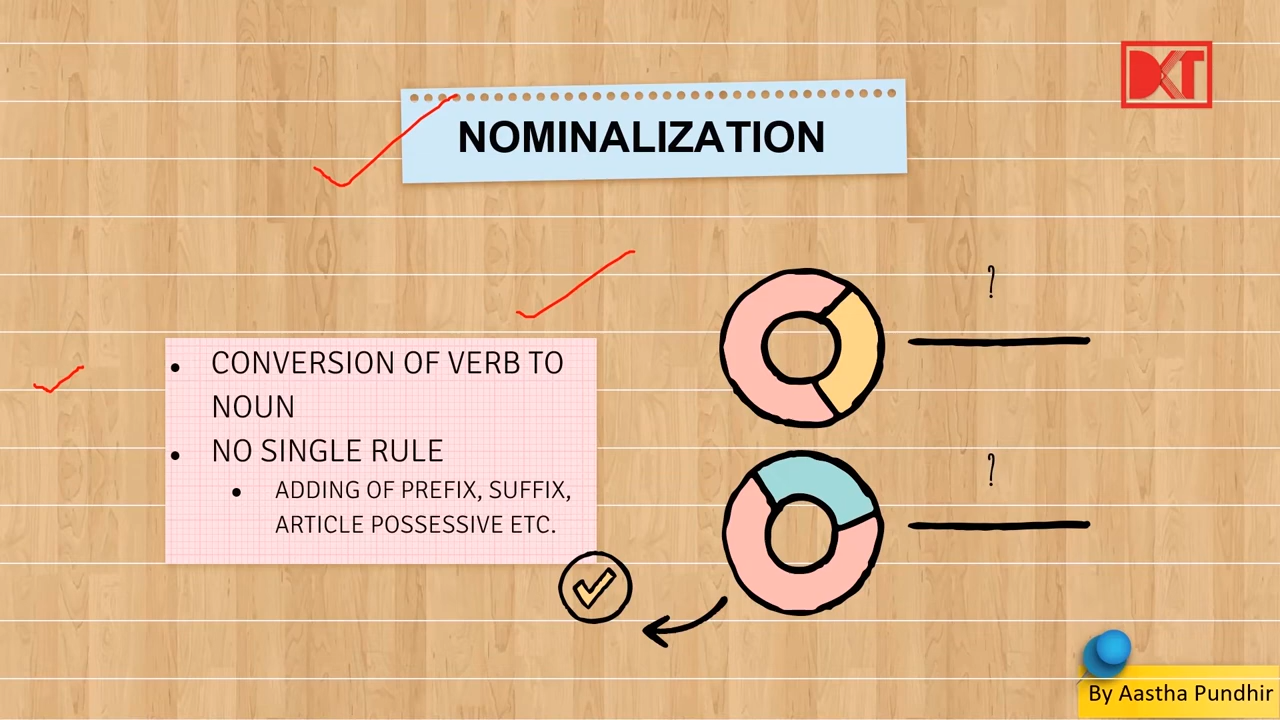 DKT
NOMINALIZATION
?
• CONVERSION OF VERB TO
NOUN
• NO SINGLE RULE
• ADDING OF PREFIX, SUFFIX,
ARTICLE POSSESSIVE ETC.
?
By Aastha Pundhir